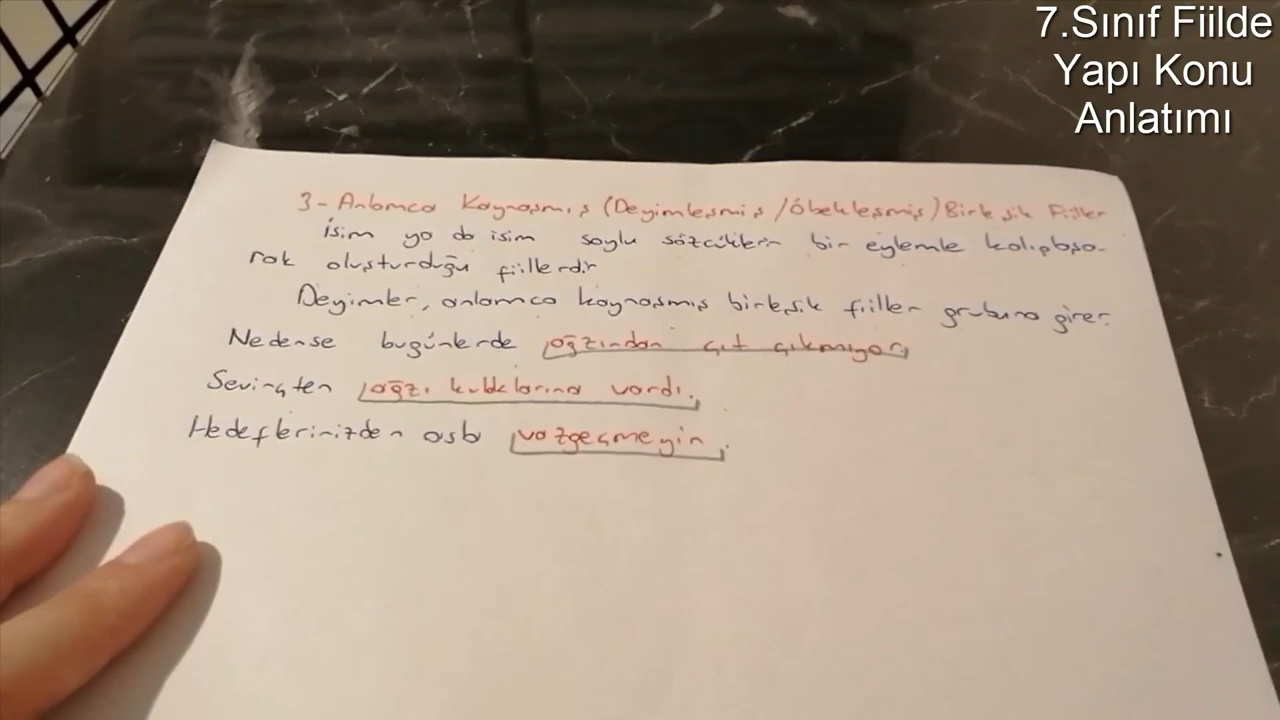 7.Sınıf Fiilde
Yapı Konu
Anlatımı
3- Anlamca Kaynaşmış (Deyimleşmiş / Öbekleşmiş) Birleşik Fiiller
İsim ya da isim soylu sözcüklerin bir eylemle kalıplaşa-
rak oluşturduğu fiillerdir
Deyimler, anlamca kaynaşmış birleşik fiiller grubuna girer.
Nedense bugünlerde ağzından çıt çıkmıyor.
Sevinçten ağzı kulaklarına vardı.
Hedeflerinizden asla vazgeçmeyin.